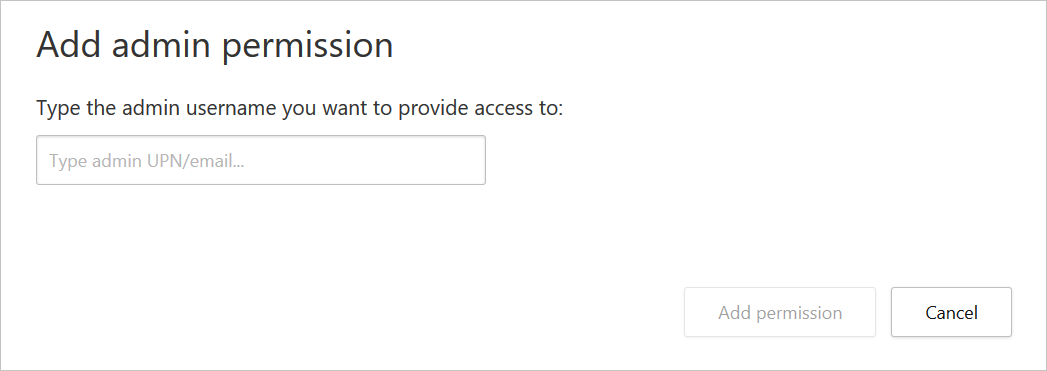 Add admin permission
Type the admin username you want to provide access to:
Type admin UPN/email...
Add permission
Cancel